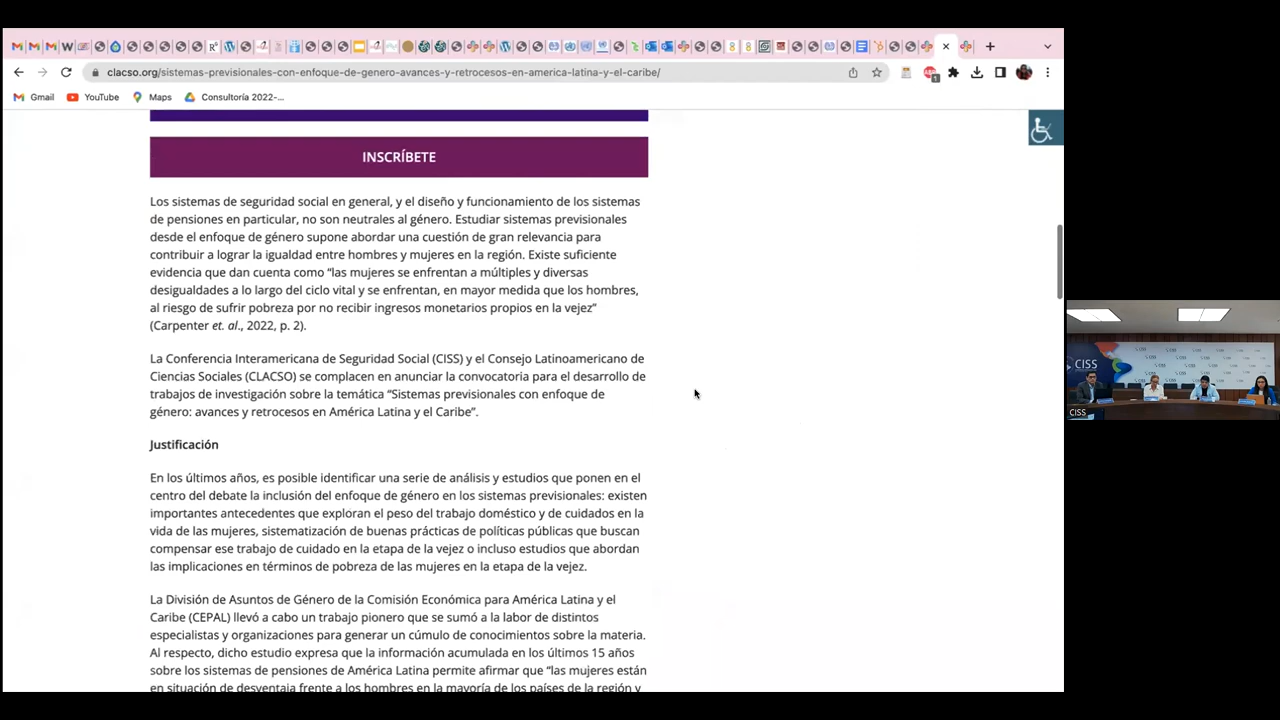 clacso.org/sistemas-previsionales-con-enfoque-de-genero-avances-y-retrocesos-en-america-latina-y-el-caribe/
Gmail YouTube Maps Consultoría 2022-...
INSCRÍBETE
Los sistemas de seguridad social en general, y el diseño y funcionamiento de los sistemas
de pensiones en particular, no son neutrales al género. Estudiar sistemas previsionales
desde el enfoque de género supone abordar una cuestión de gran relevancia para
contribuir a lograr la igualdad entre hombres y mujeres en la región. Existe suficiente
evidencia que dan cuenta como “las mujeres se enfrentan a múltiples y diversas
desigualdades a lo largo del ciclo vital y se enfrentan, en mayor medida que los hombres,
al riesgo de sufrir pobreza por no recibir ingresos monetarios propios en la vejez”
(Carpenter et. al., 2022, p. 2).
La Conferencia Interamericana de Seguridad Social (CISS) y el Consejo Latinoamericano de
Ciencias Sociales (CLACSO) se complacen en anunciar la convocatoria para el desarrollo de
trabajos de investigación sobre la temática “Sistemas previsionales con enfoque de
género: avances y retrocesos en América Latina y el Caribe”.
Justificación
En los últimos años, es posible identificar una serie de análisis y estudios que ponen en el
centro del debate la inclusión del enfoque de género en los sistemas previsionales: existen
importantes antecedentes que exploran el peso del trabajo doméstico y de cuidados en la
vida de las mujeres, sistematización de buenas prácticas de políticas públicas que buscan
compensar ese trabajo de cuidado en la etapa de la vejez o incluso estudios que abordan
las implicaciones en términos de pobreza de las mujeres en la etapa de la vejez.
La División de Asuntos de Género de la Comisión Económica para América Latina y el
Caribe (CEPAL) llevó a cabo un trabajo pionero que se sumó a la labor de distintos
especialistas y organizaciones para generar un cúmulo de conocimientos sobre la materia.
Al respecto, dicho estudio expresa que la información acumulada en los últimos 15 años
sobre los sistemas de pensiones de América Latina permite afirmar que “las mujeres están
en situación de desventaja frente a los hombres en la mayoría de los países de la región y
CISS
CISS